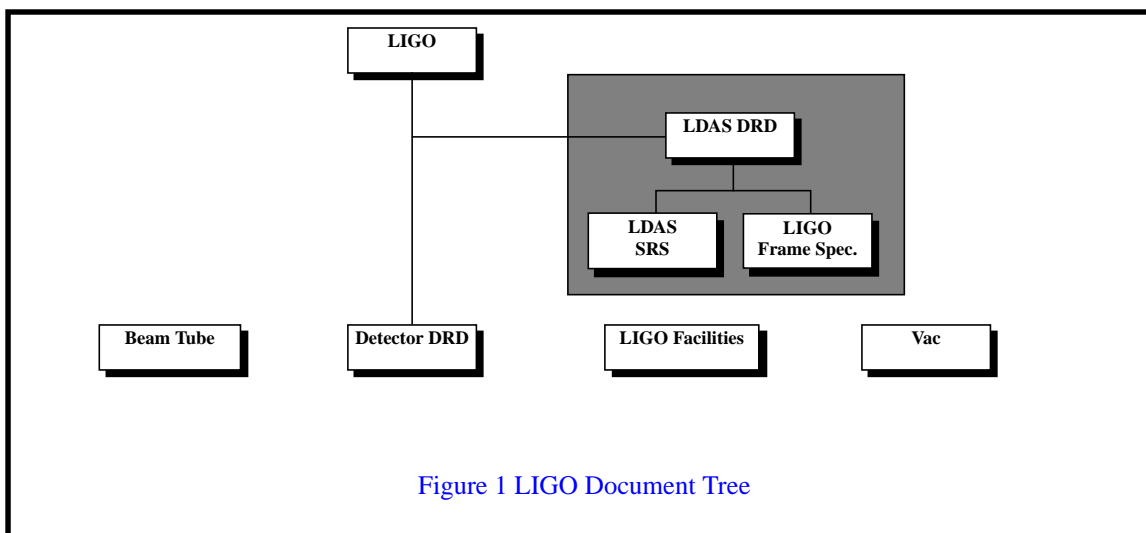 LIGO
LDAS DRD
LDAS
SRS
LIGO
Frame Spec.
Beam Tube
Detector DRD
LIGO Facilities
Vac
Figure 1 LIGO Document Tree